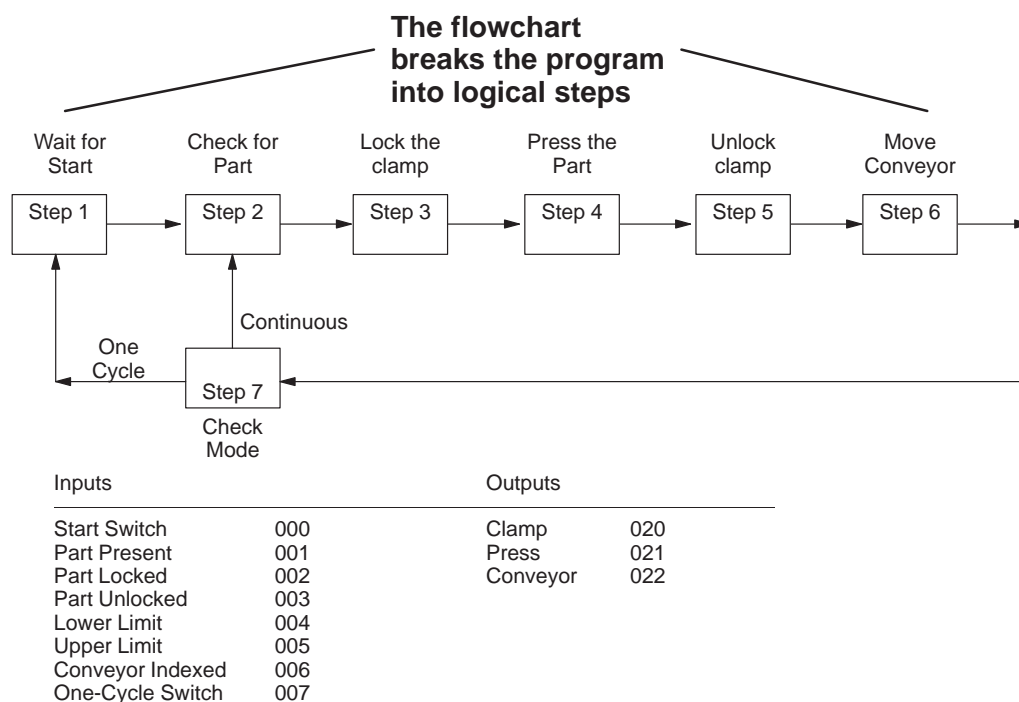 The flowchart
breaks the program
into logical steps
Wait for
Start
Check for
Part
Lock the
clamp
Press the
Part
Unlock
clamp
Move
Conveyor
Step 1
Step 2
Step 3
Step 4
Step 5
Step 6
Continuous
One
Cycle
Step 7
Check
Mode
Inputs
Outputs
Start Switch 000
Part Present 001
Part Locked 002
Part Unlocked 003
Lower Limit 004
Upper Limit 005
Conveyor Indexed 006
One-Cycle Switch 007
Clamp 020
Press 021
Conveyor 022